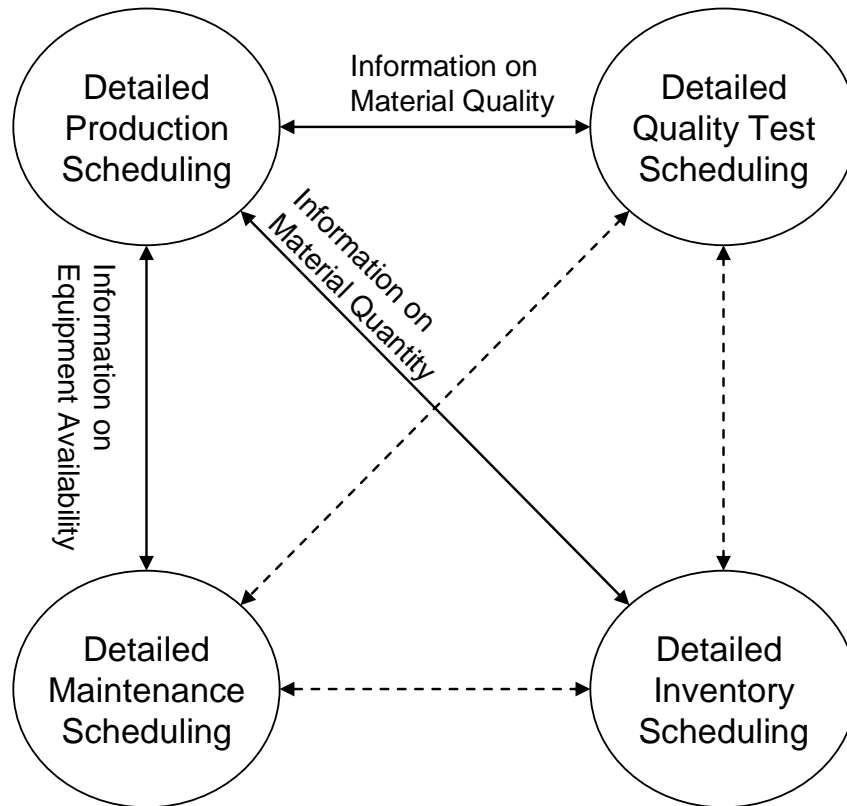 Detailed
Production
Scheduling
Information on
Material Quality
Detailed
Quality Test
Scheduling
Information on
Material Quantity
Information on
Equipment Availability
Detailed
Maintenance
Scheduling
Detailed
Inventory
Scheduling